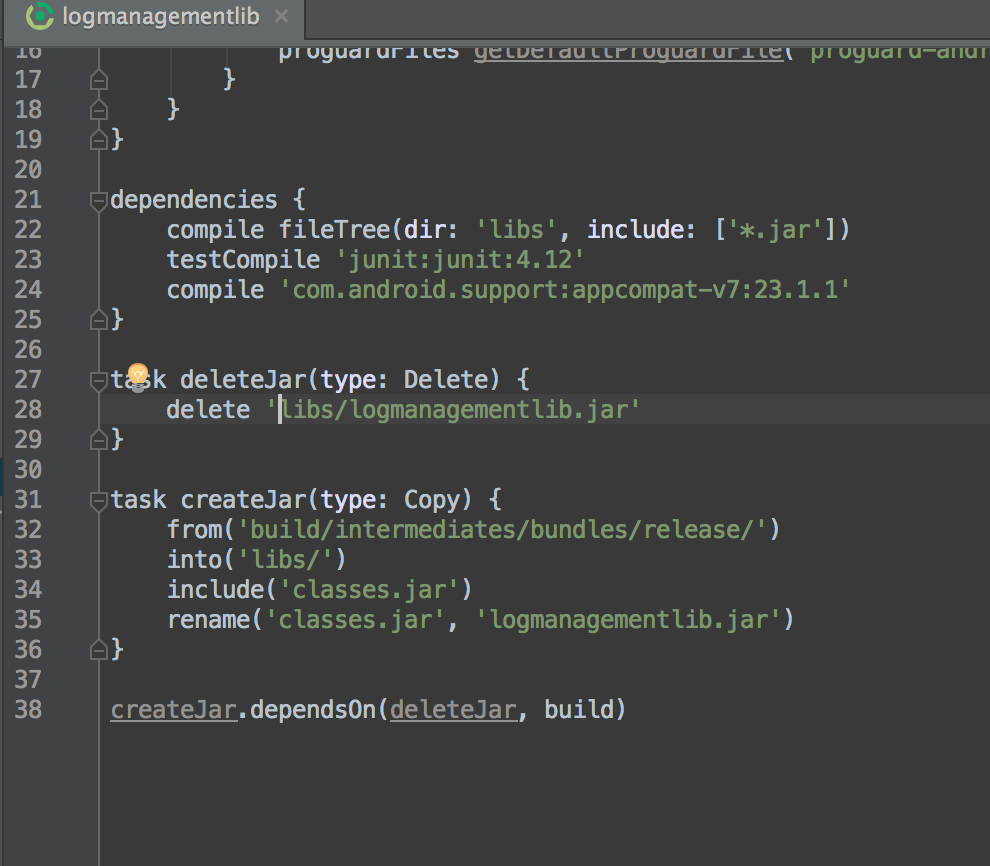 logmanagementlib
16 proguardFiles getDefaultProguardFile('proguard-andr
17 }
18 }
19 }
20
21 dependencies {
22 compile fileTree(dir: 'libs', include: ['*.jar'])
23 testCompile 'junit:junit:4.12'
24 compile 'com.android.support:appcompat-v7:23.1.1'
25 }
26
27 task deleteJar(type: Delete) {
28 delete 'libs/logmanagementlib.jar'
29 }
30
31 task createJar(type: Copy) {
32 from('build/intermediates/bundles/release/')
33 into('libs/')
34 include('classes.jar')
35 rename('classes.jar', 'logmanagementlib.jar')
36 }
37
38 createJar.dependsOn(deleteJar, build)